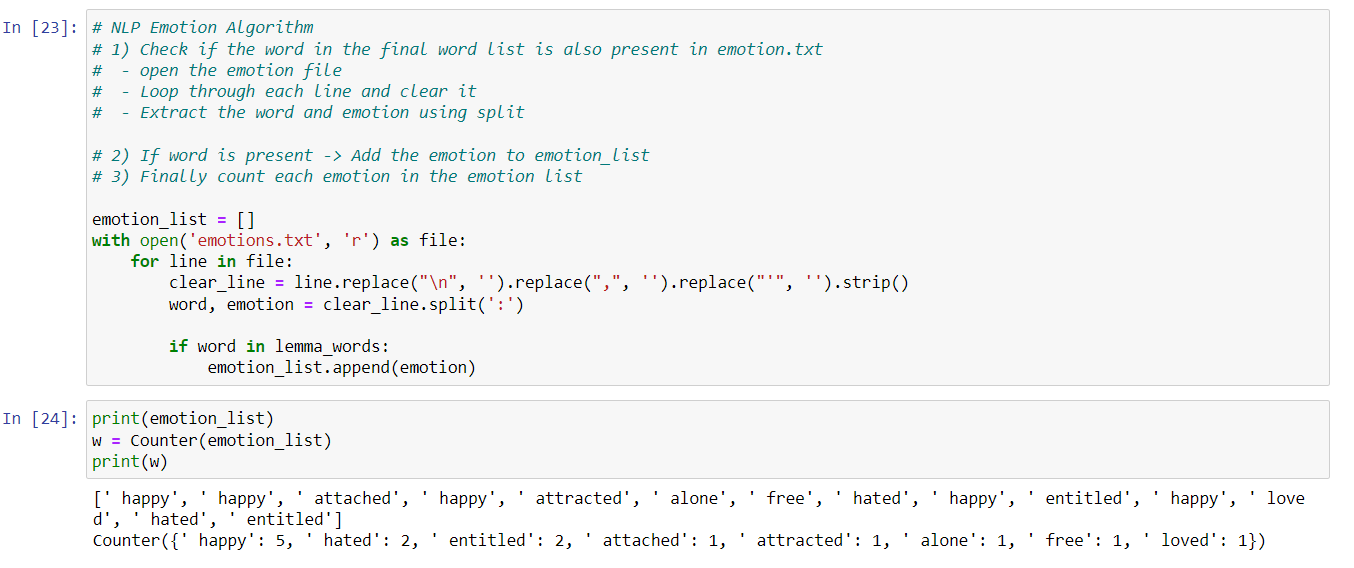 In [23]: # NLP Emotion Algorithm
# 1) Check if the word in the final word list is also present in emotion.txt
#  - open the emotion file
#  - Loop through each line and clear it
#  - Extract the word and emotion using split

# 2) If word is present -> Add the emotion to emotion_list
# 3) Finally count each emotion in the emotion list

emotion_list = []
with open('emotions.txt', 'r') as file:
    for line in file:
        clear_line = line.replace("\n", '').replace(",", '').replace("'", '').strip()
        word, emotion = clear_line.split(':')

        if word in lemma_words:
            emotion_list.append(emotion)
In [24]: print(emotion_list)
w = Counter(emotion_list)
print(w)
[' happy', ' happy', ' attached', ' happy', ' attracted', ' alone', ' free', ' hated', ' happy', ' entitled', ' happy', ' love
d', ' hated', ' entitled']
Counter({' happy': 5, ' hated': 2, ' entitled': 2, ' attached': 1, ' attracted': 1, ' alone': 1, ' free': 1, ' loved': 1})